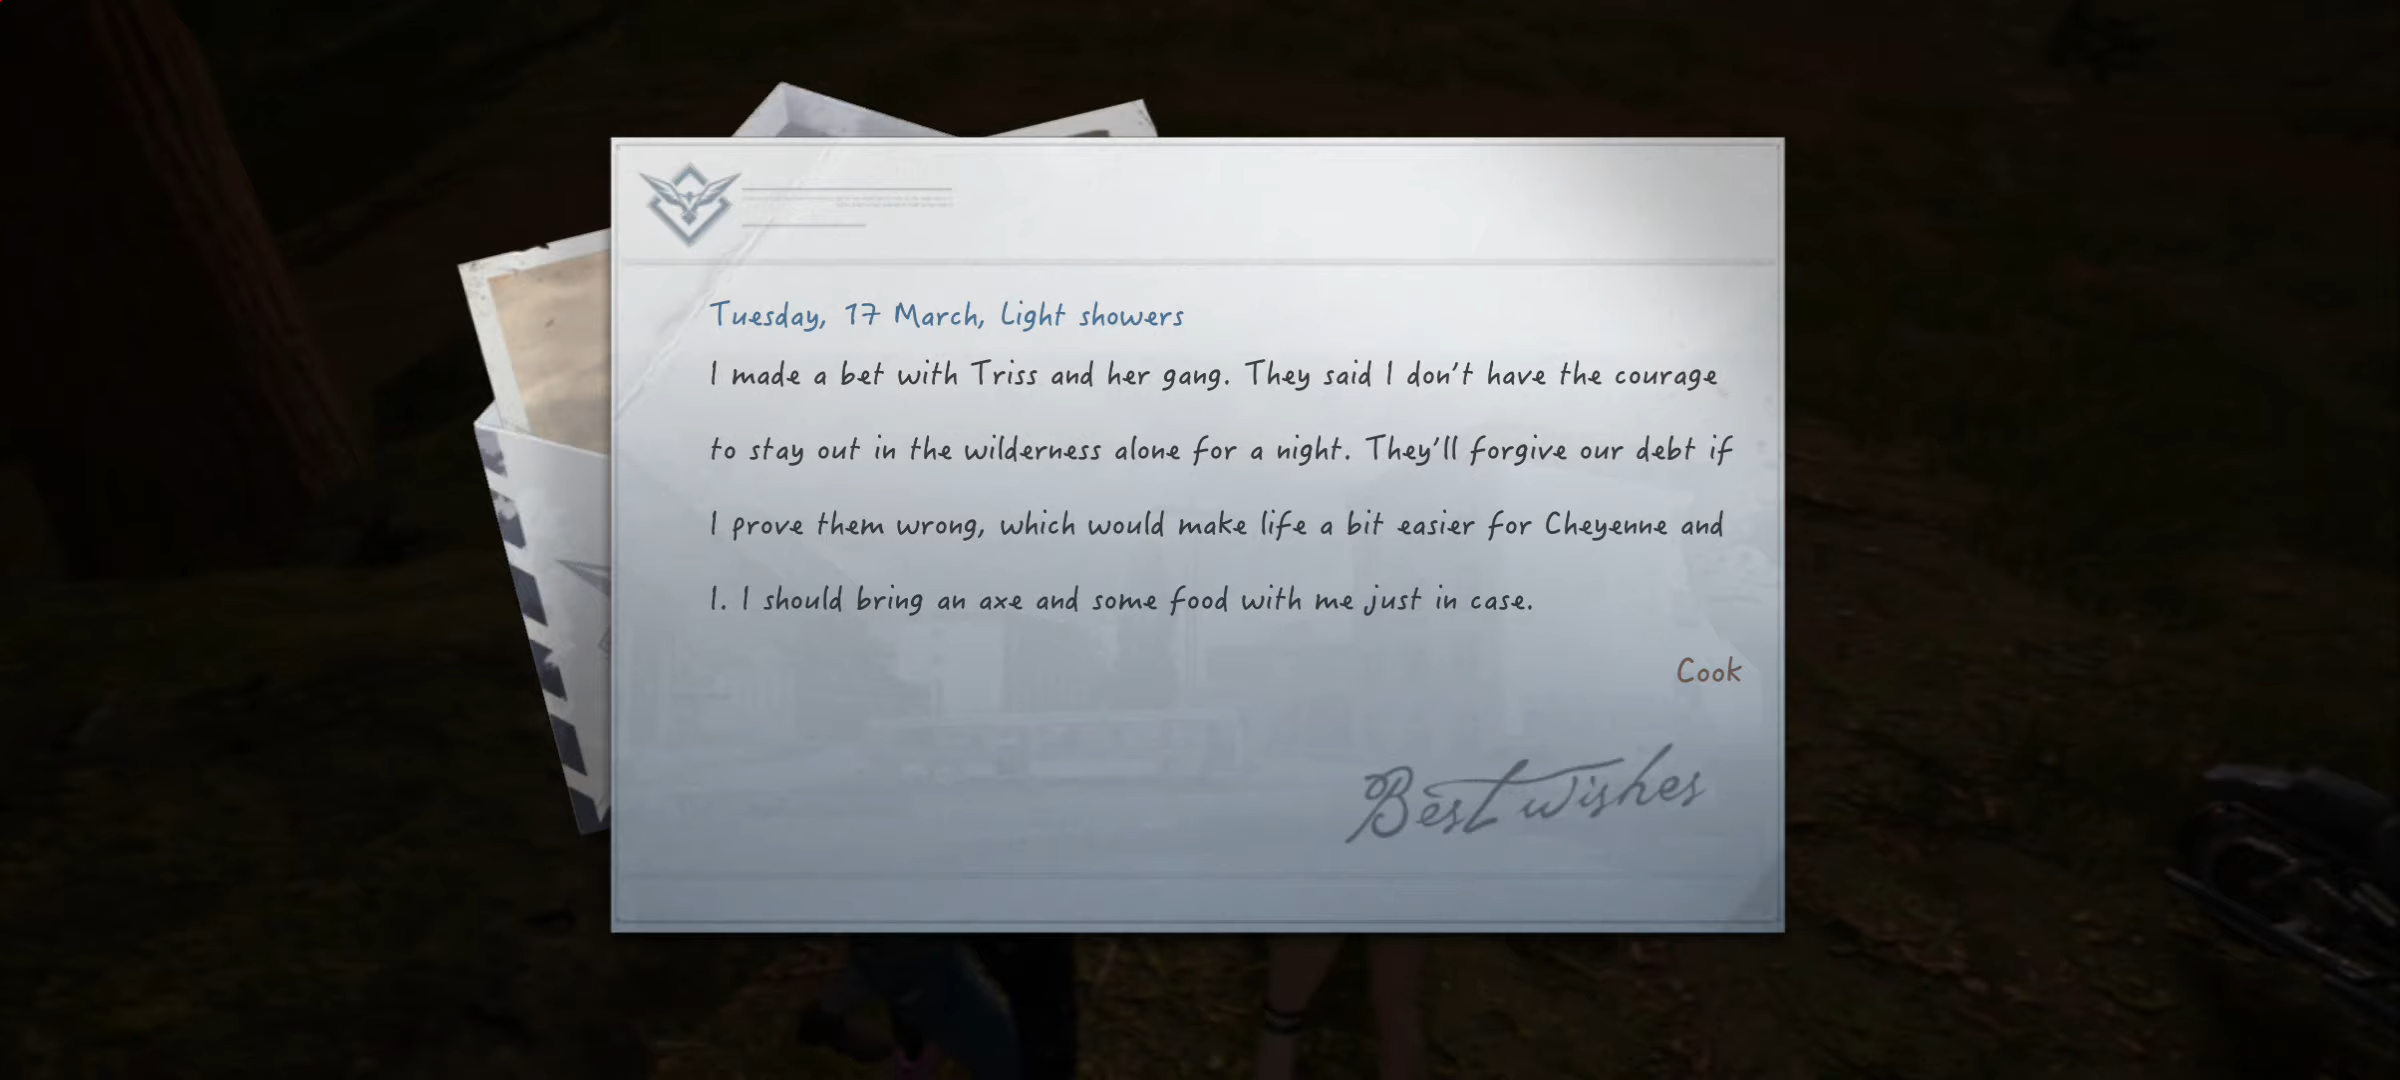 Tuesday, 17 March, Light showers
I made a bet with Triss and her gang. They said I don't have the courage
to stay out in the wilderness alone for a night. They'll forgive our debt if
I prove them wrong, which would make life a bit easier for Cheyenne and
I. I should bring an axe and some food with me just in case.
Cook
Best wishes